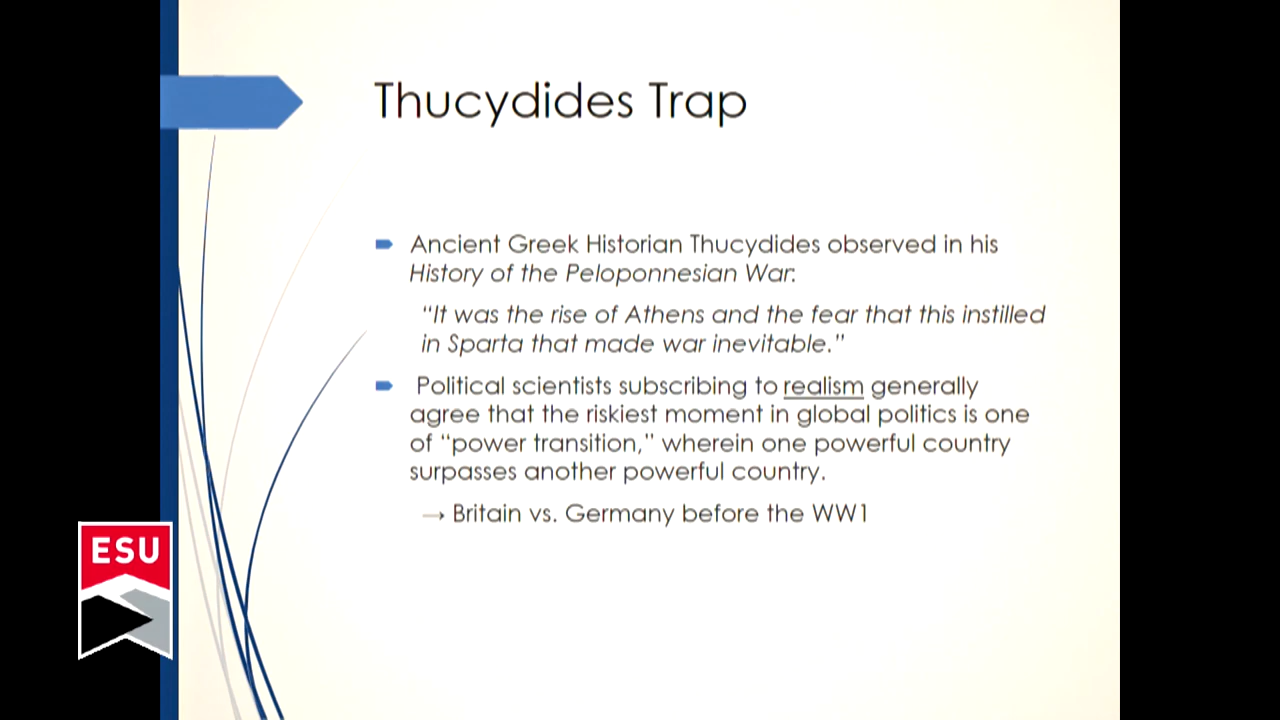 Thucydides Trap
Ancient Greek Historian Thucydides observed in his
History of the Peloponnesian War:
“It was the rise of Athens and the fear that this instilled
in Sparta that made war inevitable.”
Political scientists subscribing to realism generally
agree that the riskiest moment in global politics is one
of “power transition,” wherein one powerful country
surpasses another powerful country.
→ Britain vs. Germany before the WW1
ESU